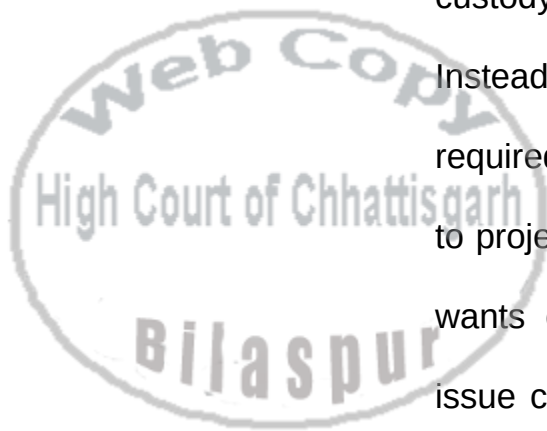 custody
Instead
required
to proje
wants
issue c
Web Copy
High Court of Chhattisgarh
Bilaspur